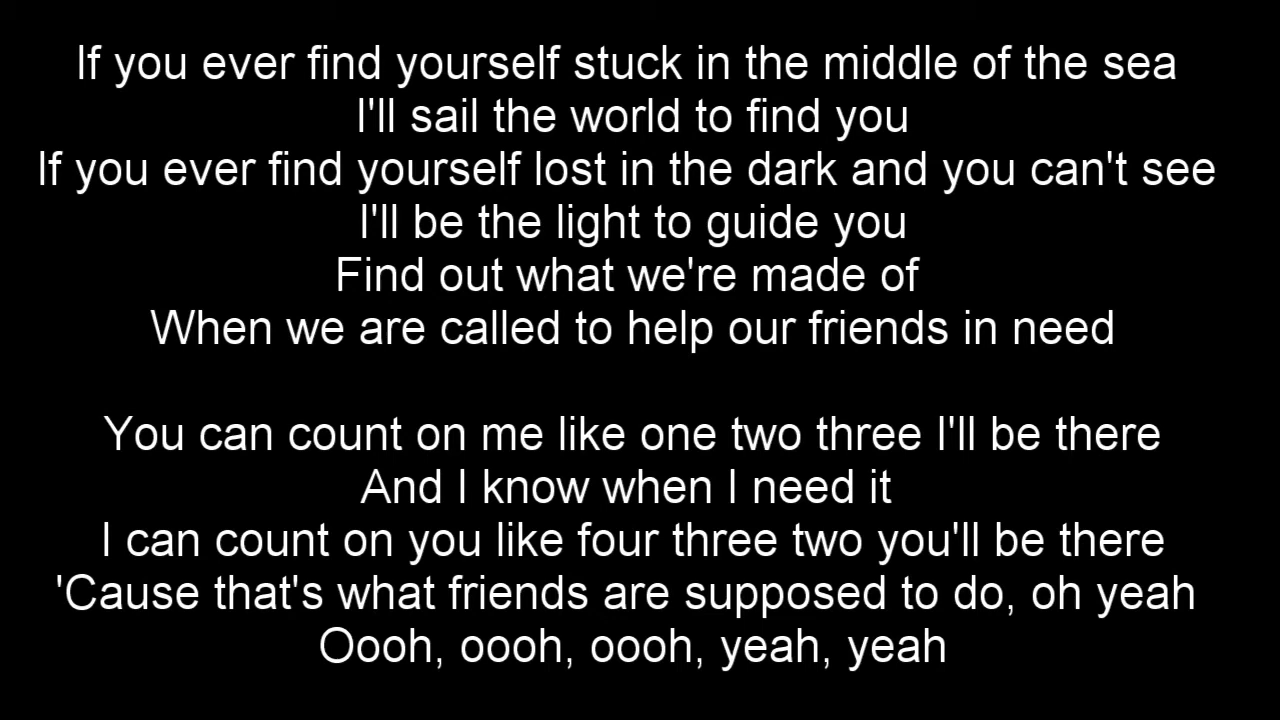 If you ever find yourself stuck in the middle of the sea
I'll sail the world to find you
If you ever find yourself lost in the dark and you can't see
I'll be the light to guide you
Find out what we're made of
When we are called to help our friends in need
You can count on me like one two three I'll be there
And I know when I need it
I can count on you like four three two you'll be there
'Cause that's what friends are supposed to do, oh yeah
Oooh, oooh, oooh, yeah, yeah